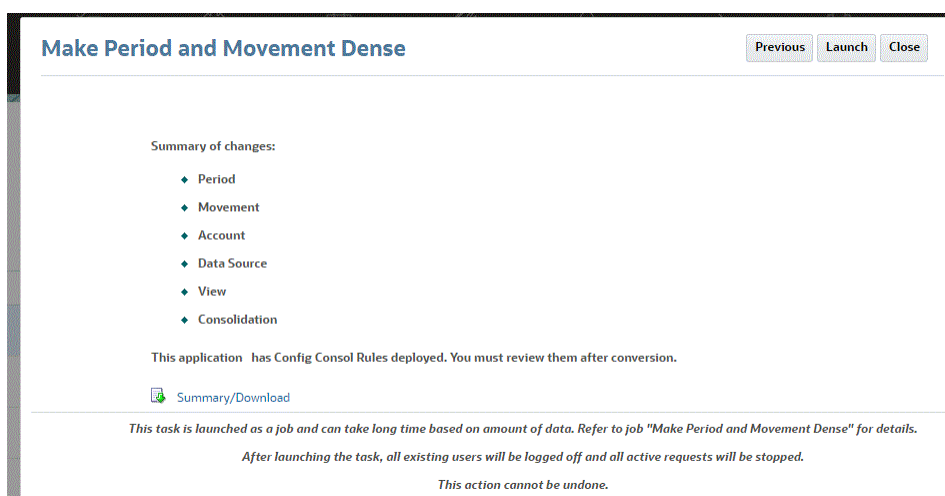 Make Period and Movement Dense
Previous Launch Close
Summary of changes:
Period
Movement
Account
Data Source
View
Consolidation
This application has Config Consol Rules deployed. You must review them after conversion.
Summary/Download
This task is launched as a job and can take long time based on amount of data. Refer to job "Make Period and Movement Dense" for details.
After launching the task, all existing users will be logged off and all active requests will be stopped.
This action cannot be undone.